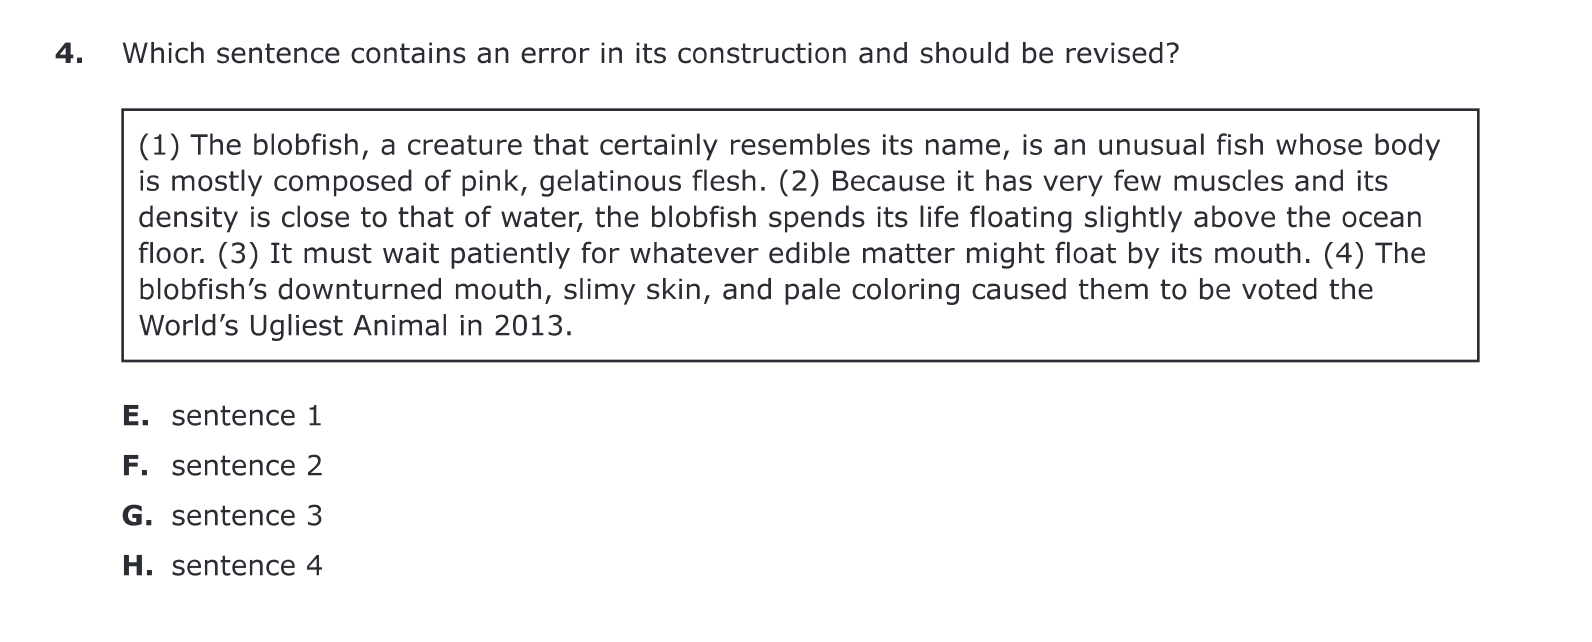 4. Which sentence contains an error in its construction and should be revised?
(1) The blobfish, a creature that certainly resembles its name, is an unusual fish whose body
is mostly composed of pink, gelatinous flesh. (2) Because it has very few muscles and its
density is close to that of water, the blobfish spends its life floating slightly above the ocean
floor. (3) It must wait patiently for whatever edible matter might float by its mouth. (4) The
blobfish’s downturned mouth, slimy skin, and pale coloring caused them to be voted the
World’s Ugliest Animal in 2013.
E. sentence 1
F. sentence 2
G. sentence 3
H. sentence 4